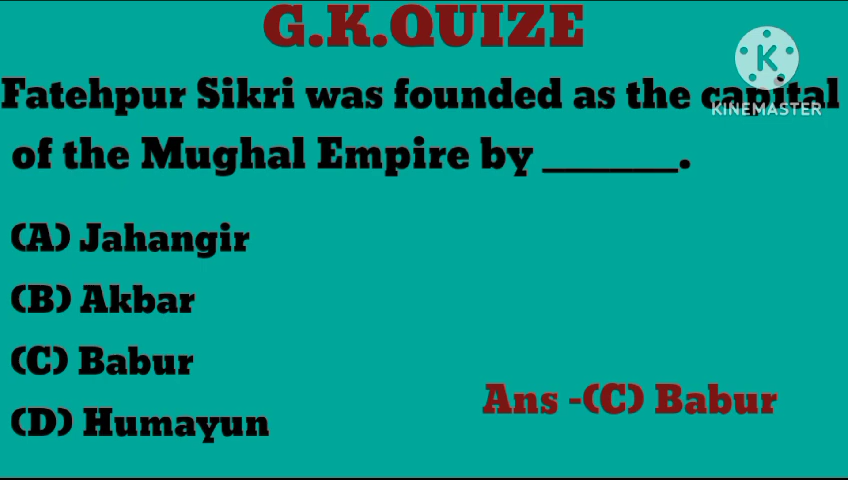 G.K.QUIZE
Fatehpur Sikri was founded as the capital
KINEMASTER
of the Mughal Empire by _______.
(A) Jahangir
(B) Akbar
(C) Babur
(D) Humayun
Ans -(C) Babur